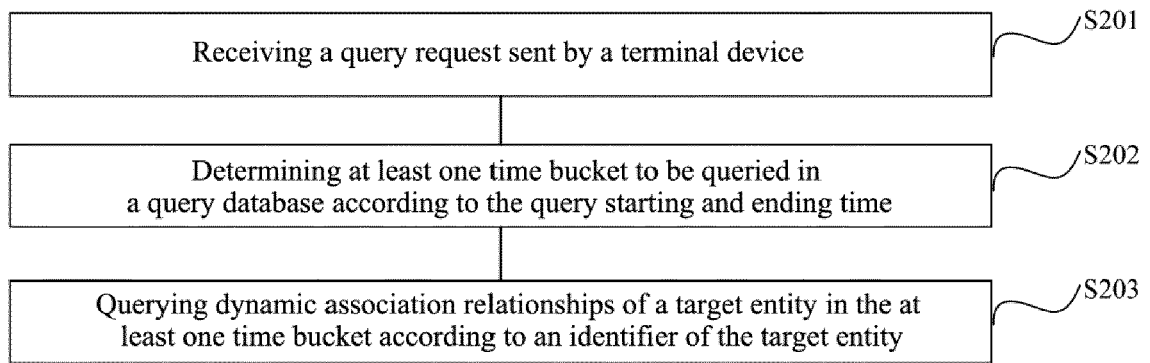 Receiving a query request sent by a terminal device
S201
Determining at least one time bucket to be queried in
a query database according to the query starting and ending time
S202
Querying dynamic association relationships of a target entity in the at
least one time bucket according to an identifier of the target entity
S203